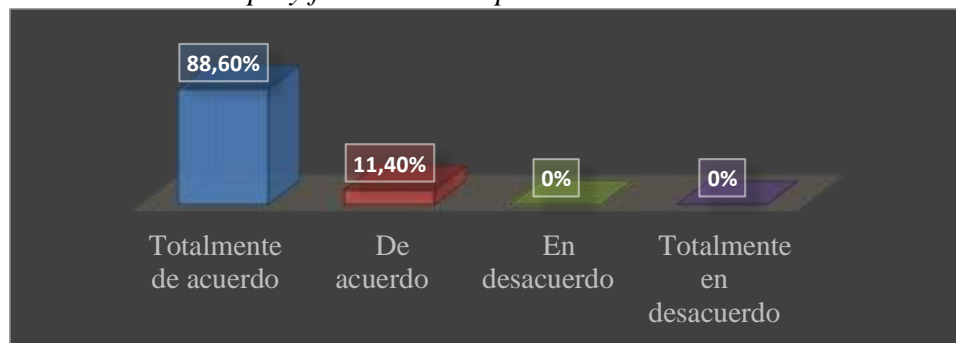 y
88,60%
11,40%
0%
0%
Totalmente
de acuerdo
De
acuerdo
En
desacuerdo
Totalmente
en
desacuerdo